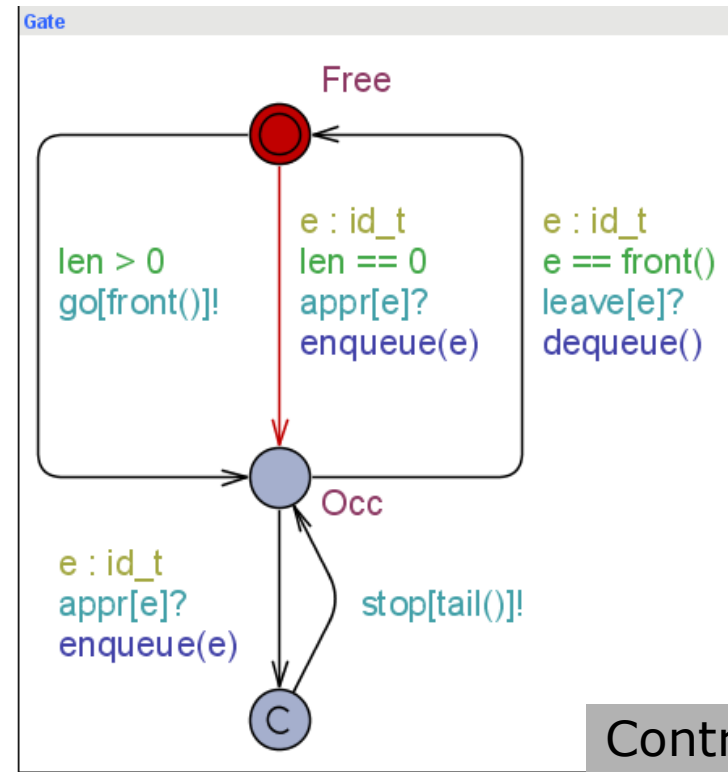 Gate
Free
len > 0
go[front()]!
e : id_t
len == 0
appr[e]?
enqueue(e)
e : id_t
e == front()
leave[e]?
dequeue()
Occ
e : id_t
appr[e]?
enqueue(e)
stop[tail()]!
C